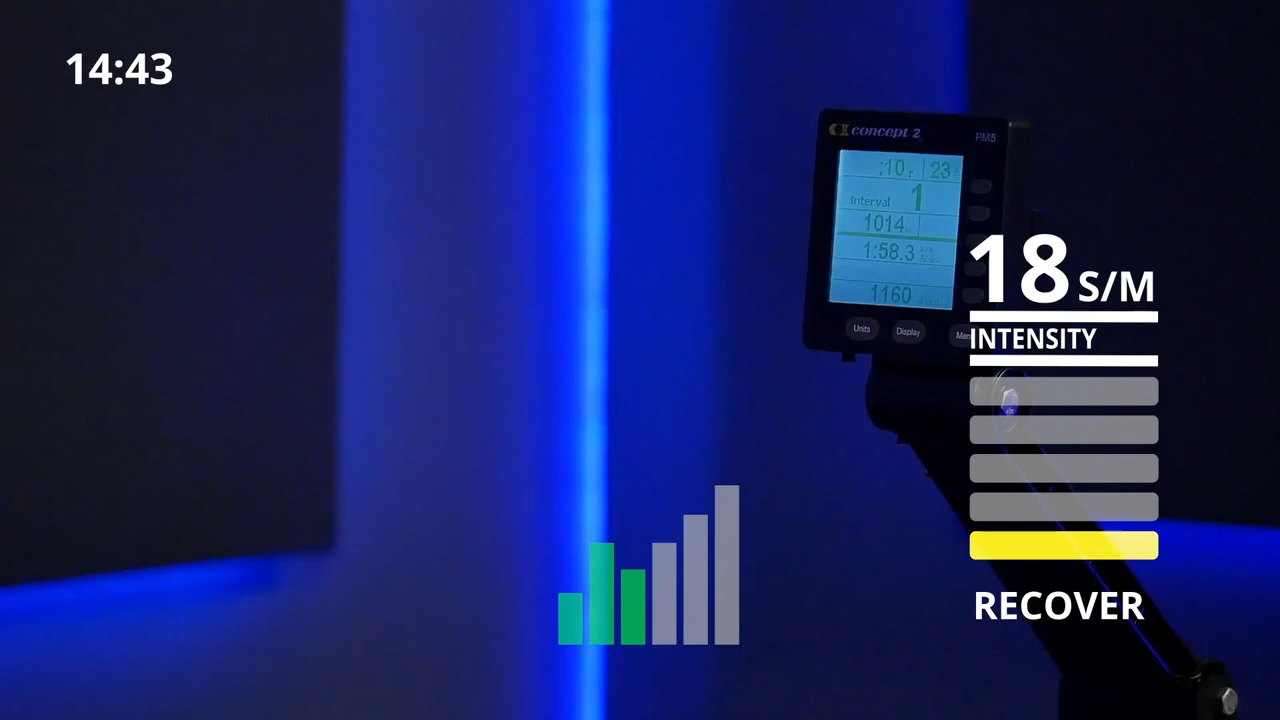 14:43
concept 2
PM5
:10 r 23
Interval 1
1014
1:58.3
1160
Units
Display
18 S/M
INTENSITY
RECOVER